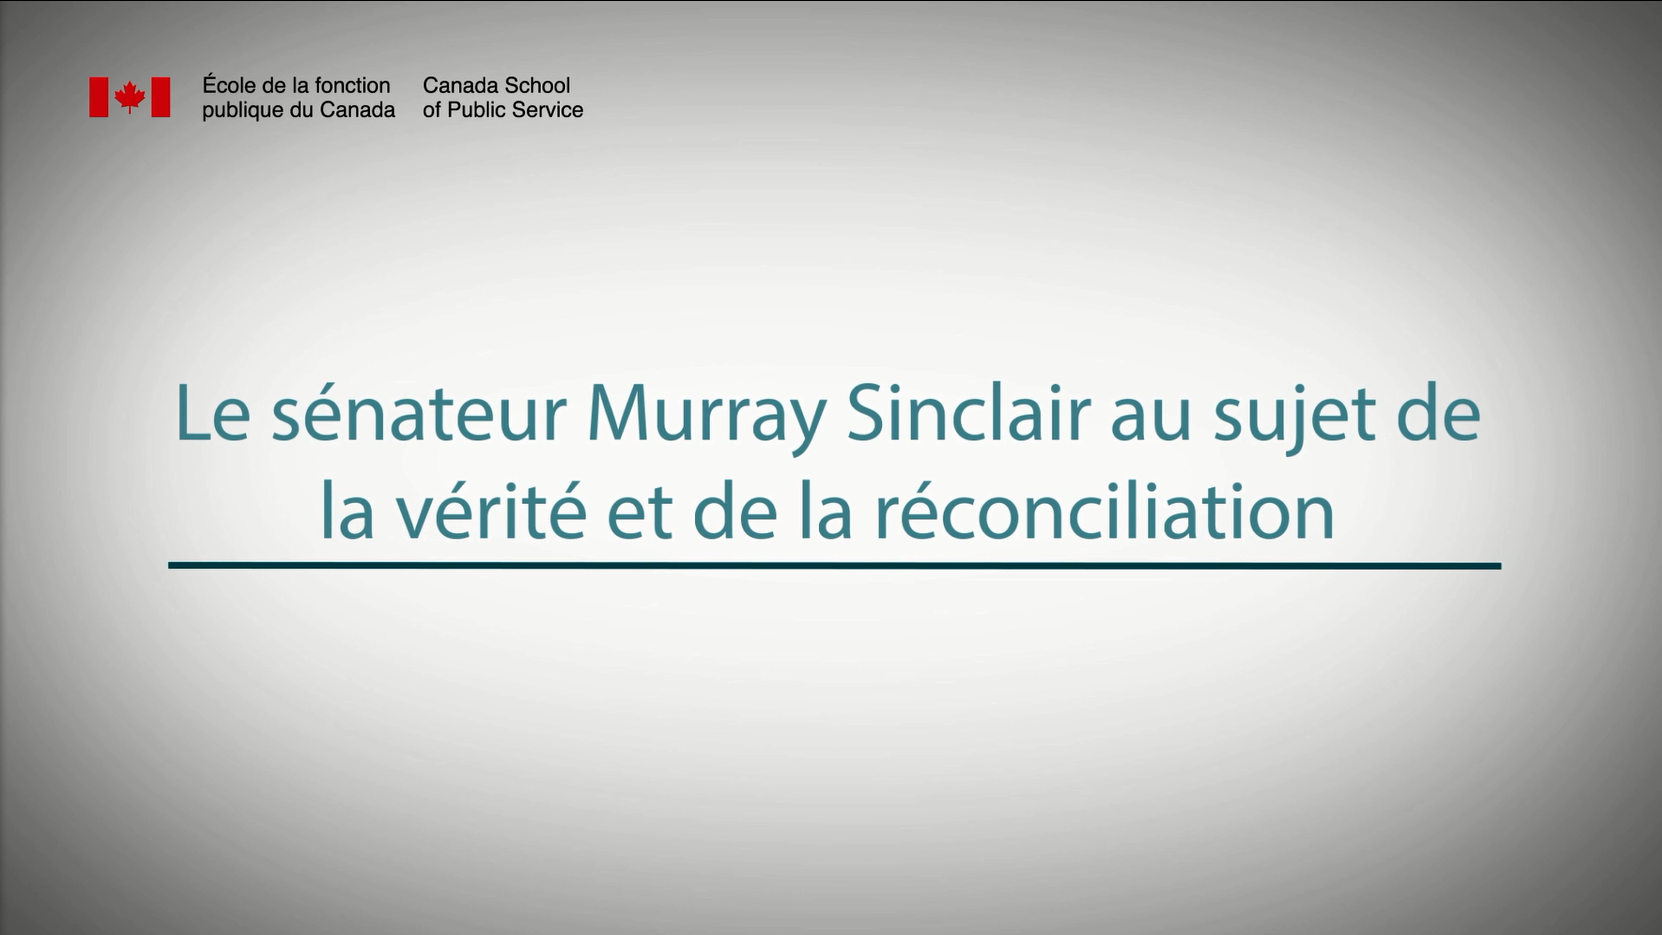 École de la fonction
publique du Canada
Canada School
of Public Service
Le sénateur Murray Sinclair au sujet de
la vérité et de la réconciliation